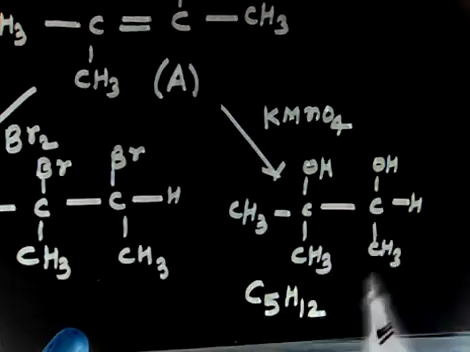 H₃ — C = C — CH₃
CH₃ (A)
KMnO₄
Br₂
Br Br OH OH
— C — C — H CH₃ — C — C — H
CH₃ CH₃ CH₃ CH₃
C₅H₁₂